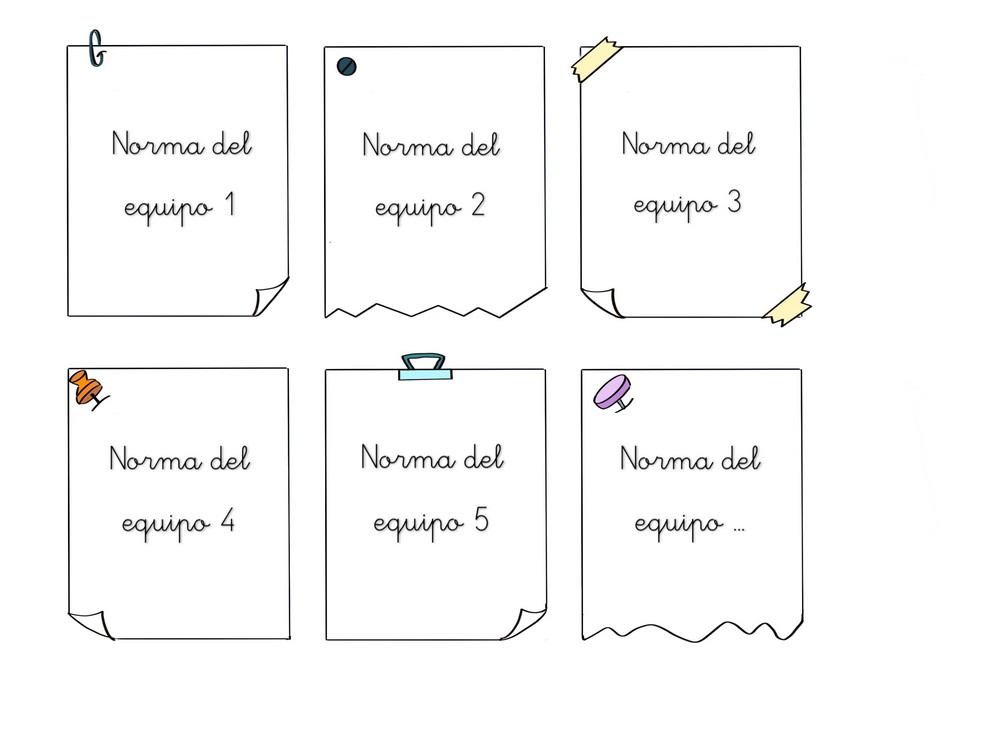 Norma del
equipo 1
Norma del
equipo 2
Norma del
equipo 3
Norma del
equipo 4
Norma del
equipo 5
Norma del
equipo ...